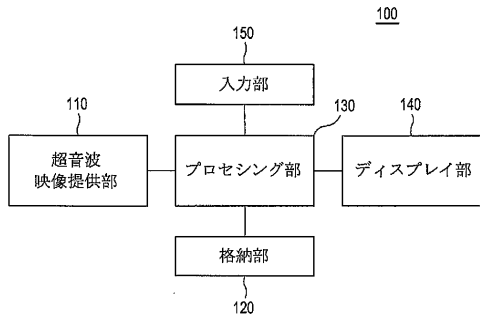 100
150
入力部
110
超音波
映像提供部
130
プロセシング部
140
ディスプレイ部
格納部
120